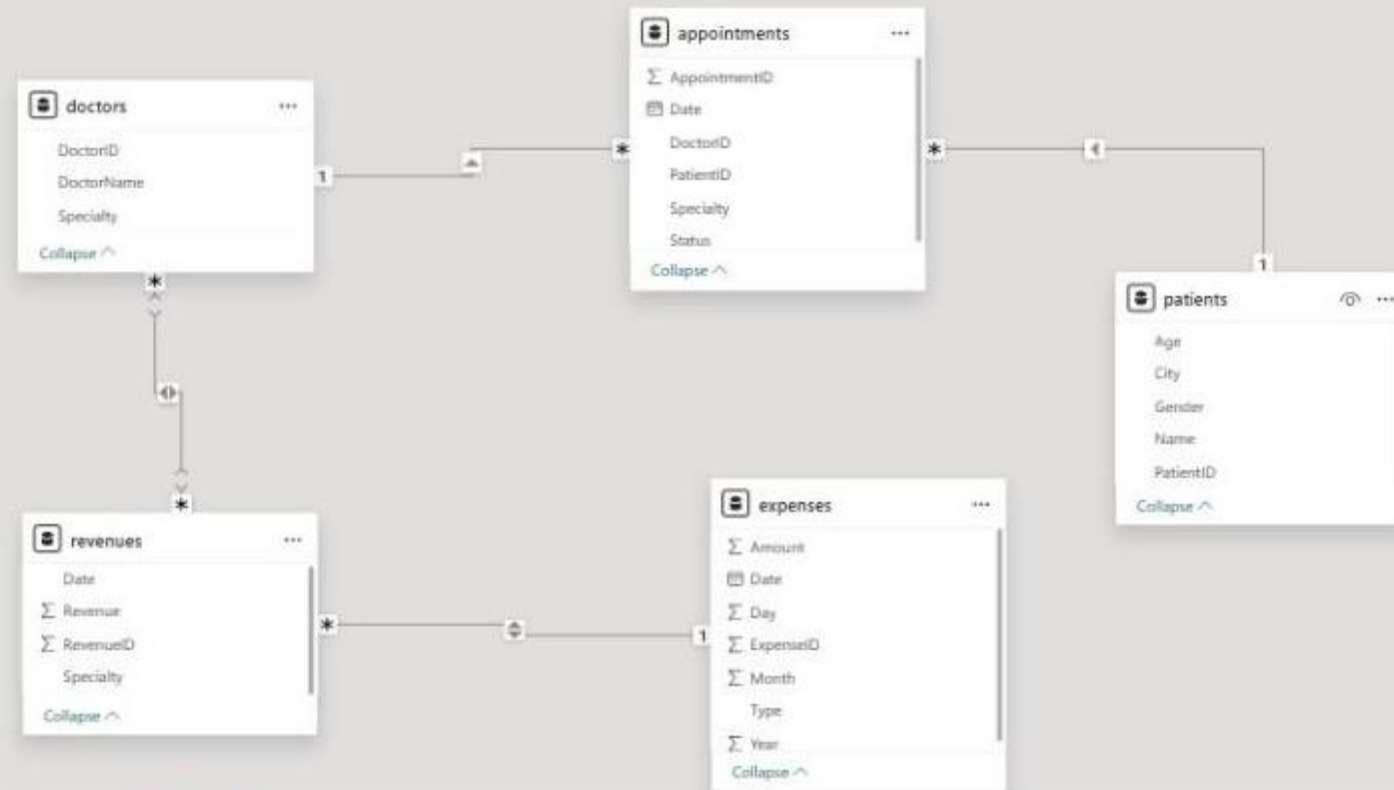 appointments
AppointmentID
Date
DoctorID
PatientID
Specialty
Status
Collapse
doctors
DoctorID
DoctorName
Specialty
Collapse
1
*
*
1
*
*
patients
Age
City
Gender
Name
PatientID
Collapse
revenues
Date
Revenue
RevenueID
Specialty
Collapse
*
1
expenses
Amount
Date
Day
ExpenseID
Month
Type
Year
Collapse